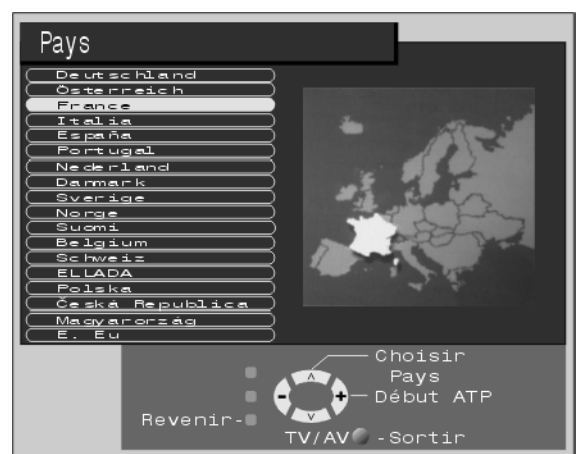 Pays
Deutschland
Österreich
France
Italia
España
Portugal
Nederland
Danmark
Sverige
Norge
Suomi
Belgium
Schweiz
ELLADA
Polska
Česká Republica
Magyarország
E. Eu
Choisir
Pays
- + Début ATP
Revenir-
TV/AV -Sortir